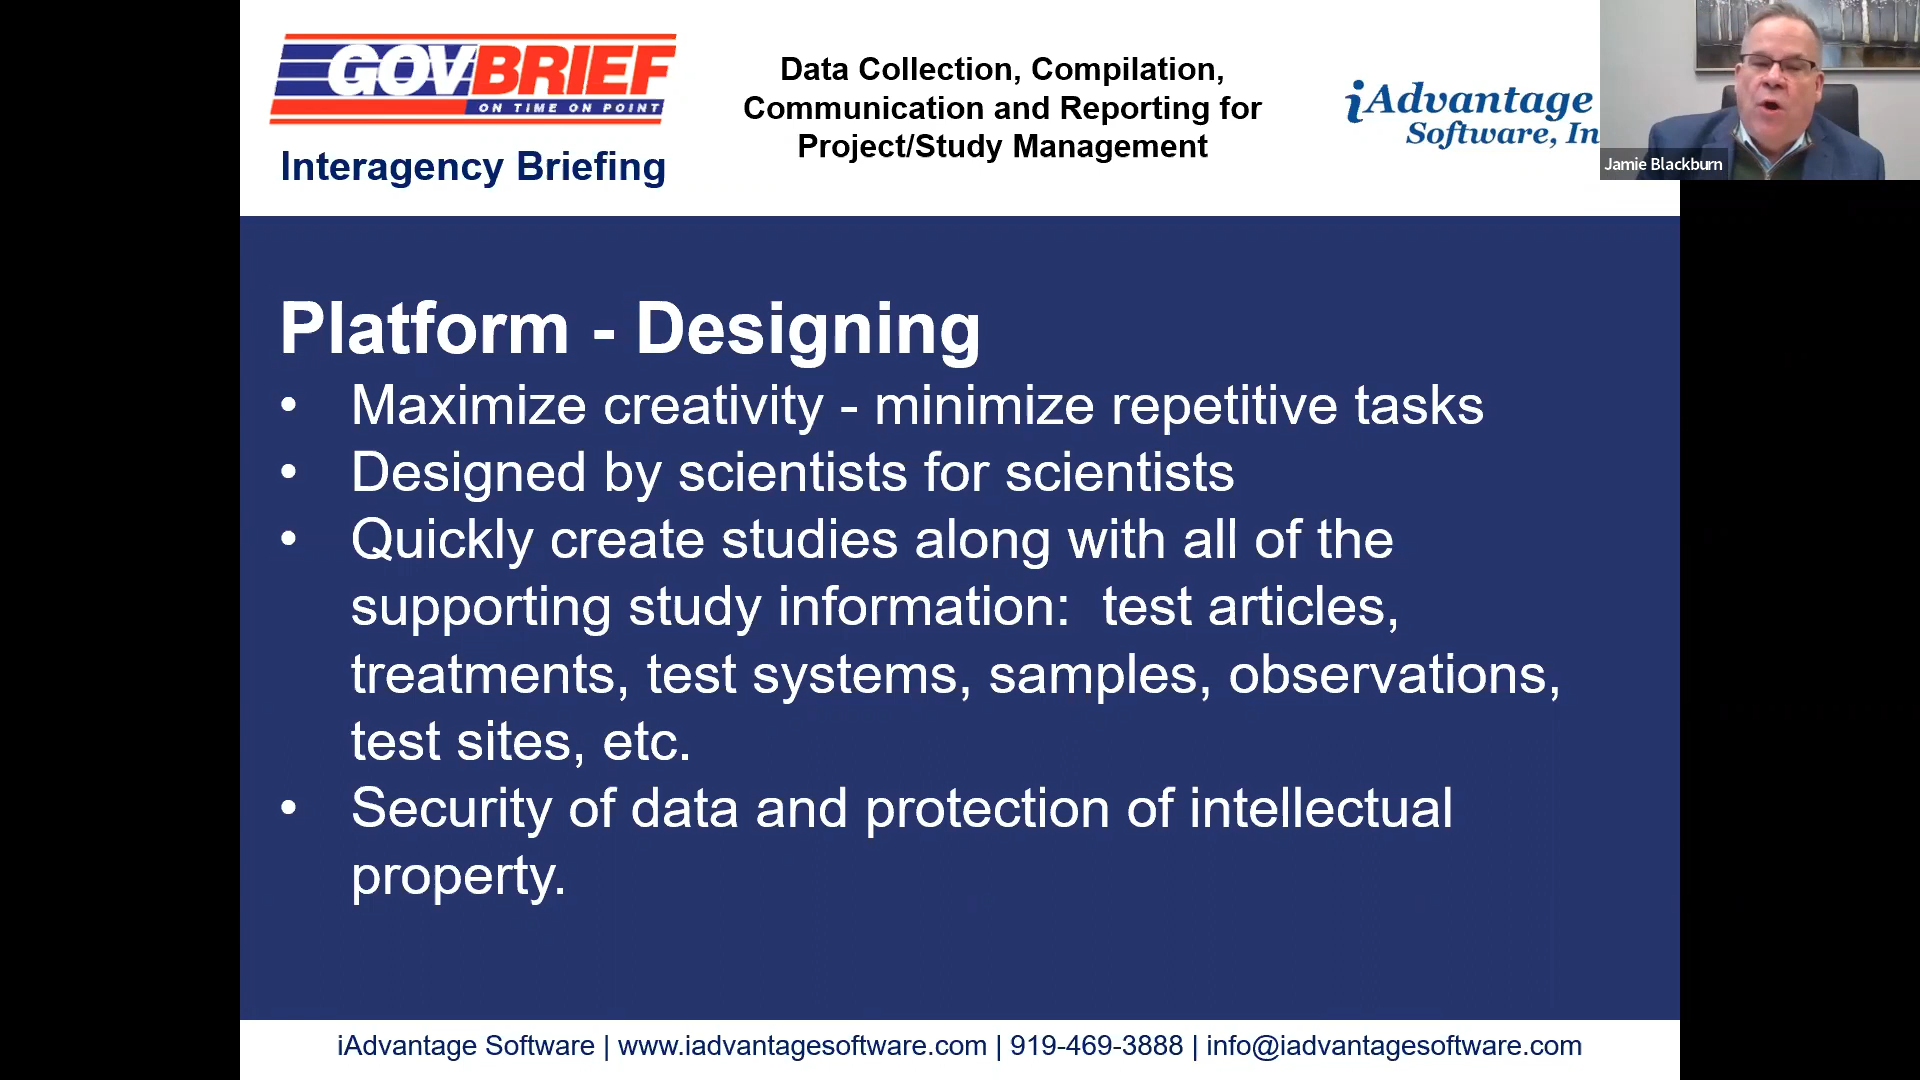 GOVBRIEF
ON TIME ON POINT
Interagency Briefing
Data Collection, Compilation,
Communication and Reporting for
Project/Study Management
iAdvantage
Software, In
Jamie Blackburn
Platform - Designing
• Maximize creativity - minimize repetitive tasks
• Designed by scientists for scientists
• Quickly create studies along with all of the
supporting study information:  test articles,
treatments, test systems, samples, observations,
test sites, etc.
• Security of data and protection of intellectual
property.
iAdvantage Software | www.iadvantagesoftware.com | 919-469-3888 | info@iadvantagesoftware.com